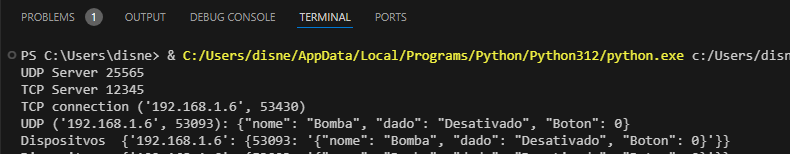 PROBLEMS 1 OUTPUT DEBUG CONSOLE TERMINAL PORTS
PS C:\Users\disne> & C:/Users/disne/AppData/Local/Programs/Python/Python312/python.exe c:/Users/disne
UDP Server 25565
TCP Server 12345
TCP connection ('192.168.1.6', 53430)
UDP ('192.168.1.6', 53093): {"nome": "Bomba", "dado": "Desativado", "Boton": 0}
Dispositvos {'192.168.1.6': {53093: '{"nome": "Bomba", "dado": "Desativado", "Boton": 0}'}}